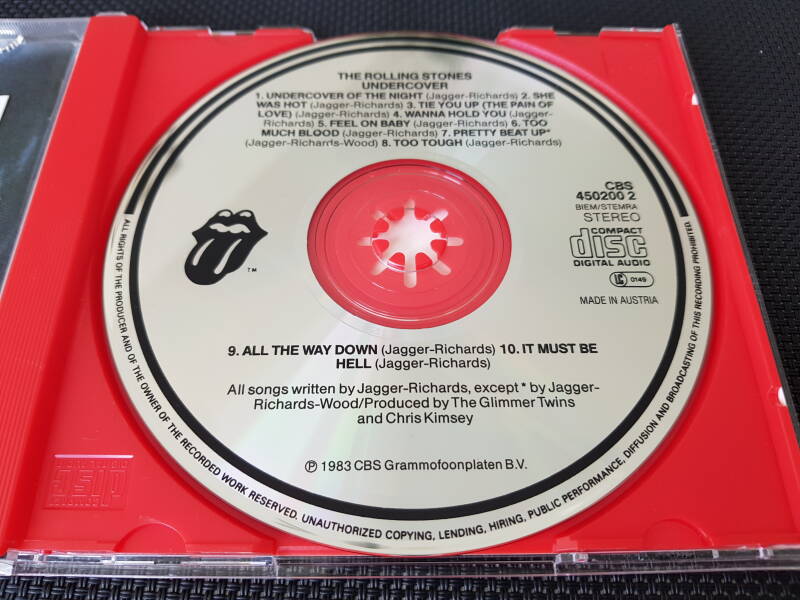 THE ROLLING STONES
UNDERCOVER
1. UNDERCOVER OF THE NIGHT (Jagger-Richards) 2. SHE
WAS HOT (Jagger-Richards) 3. TIE YOU UP (THE PAIN OF
LOVE) (Jagger-Richards) 4. WANNA HOLD YOU (Jagger-
Richards) 5. FEEL ON BABY (Jagger-Richards) 6. TOO
MUCH BLOOD (Jagger-Richards) 7. PRETTY BEAT UP*
(Jagger-Richards-Wood) 8. TOO TOUGH (Jagger-Richards)
CBS
450200 2
BIEM/STEMRA
STEREO
COMPACT
disc
DIGITAL AUDIO
LC 0149
MADE IN AUSTRIA
TM
9. ALL THE WAY DOWN (Jagger-Richards) 10. IT MUST BE
HELL (Jagger-Richards)
All songs written by Jagger-Richards, except * by Jagger-
Richards-Wood/Produced by The Glimmer Twins
and Chris Kimsey
℗ 1983 CBS Grammofoonplaten B.V.
ALL RIGHTS OF THE PRODUCER AND OF THE OWNER OF THE RECORDED WORK RESERVED. UNAUTHORIZED COPYING, LENDING, HIRING, PUBLIC PERFORMANCE, DIFFUSION AND BROADCASTING OF THIS RECORDING PROHIBITED.
disc